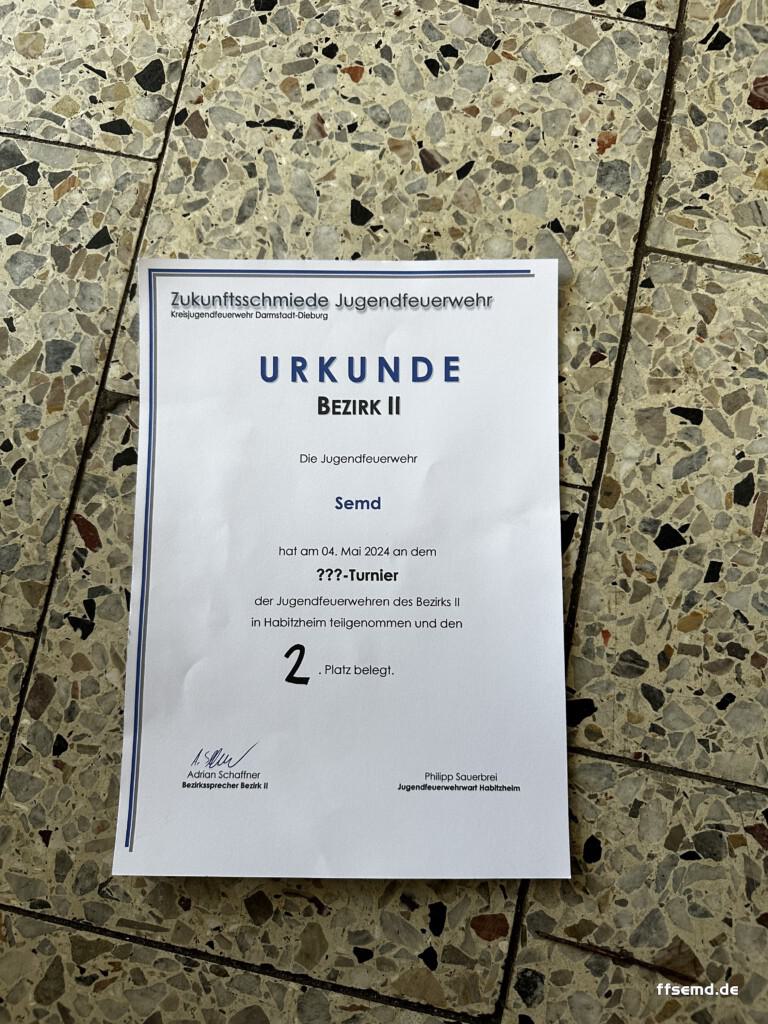 Zukunftsschmiede Jugendfeuerwehr
Kreisjugendfeuerwehr Darmstadt-Dieburg
URKUNDE
BEZIRK II
Die Jugendfeuerwehr
Semd
hat am 04. Mai 2024 an dem
???-Turnier
der Jugendfeuerwehren des Bezirks II
in Habitzheim teilgenommen und den
2 . Platz belegt.
Adrian Schaffner
Bezirkssprecher Bezirk II
Philipp Sauerbrei
Jugendfeuerwehrwart Habitzheim
ffsemd.de